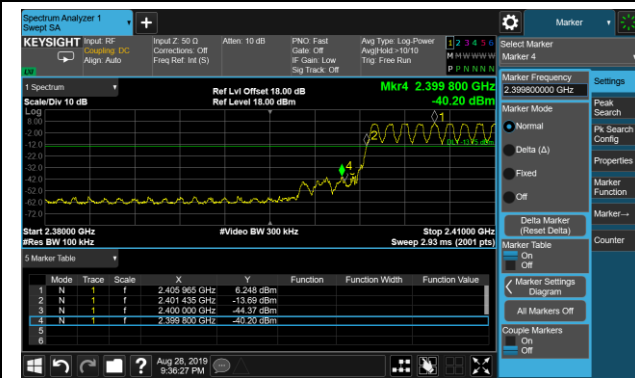 Spectrum Analyzer 1
Swept SA
+
Marker
KEYSIGHT
Input: RF
Coupling: DC
Align: Auto
Input Z: 50 Ω
Corrections: Off
Freq Ref: Int (S)
Atten: 10 dB
PNO: Fast
Gate: Off
IF Gain: Low
Sig Track: Off
Avg Type: Log-Power
Avg|Hold:>10/10
Trig: Free Run
1 2 3 4 5 6
M M W W W W
P P N N N N
Select Marker
Marker 4
1 Spectrum
Scale/Div 10 dB
Log
Ref Lvl Offset 18.00 dB
Ref Level 18.00 dBm
Mkr4 2.399 800 GHz
-40.20 dBm
8.00
-2.00
-12.0
-22.0
-32.0
-42.0
-52.0
-62.0
-72.0
1
2
4
Start 2.38000 GHz
#Res BW 100 kHz
#Video BW 300 kHz
Stop 2.41000 GHz
Sweep 2.93 ms (2001 pts)
5 Marker Table
Mode Trace Scale X Y Function Function Width Function Value
1 N 1 f 2.405 965 GHz 6.248 dBm
2 N 1 f 2.401 435 GHz -13.69 dBm
3 N 1 f 2.400 000 GHz -44.37 dBm
4 N 1 f 2.399 800 GHz -40.20 dBm
5
6
Marker Frequency
2.399800000 GHz
Marker Mode
Normal
Delta (Δ)
Fixed
Off
Delta Marker
(Reset Delta)
Marker Table
On
Off
Marker Settings
Diagram
All Markers Off
Couple Markers
On
Off
Settings
Peak
Search
Pk Search
Config
Properties
Marker
Function
Marker→
Counter
?
Aug 28, 2019
9:36:27 PM